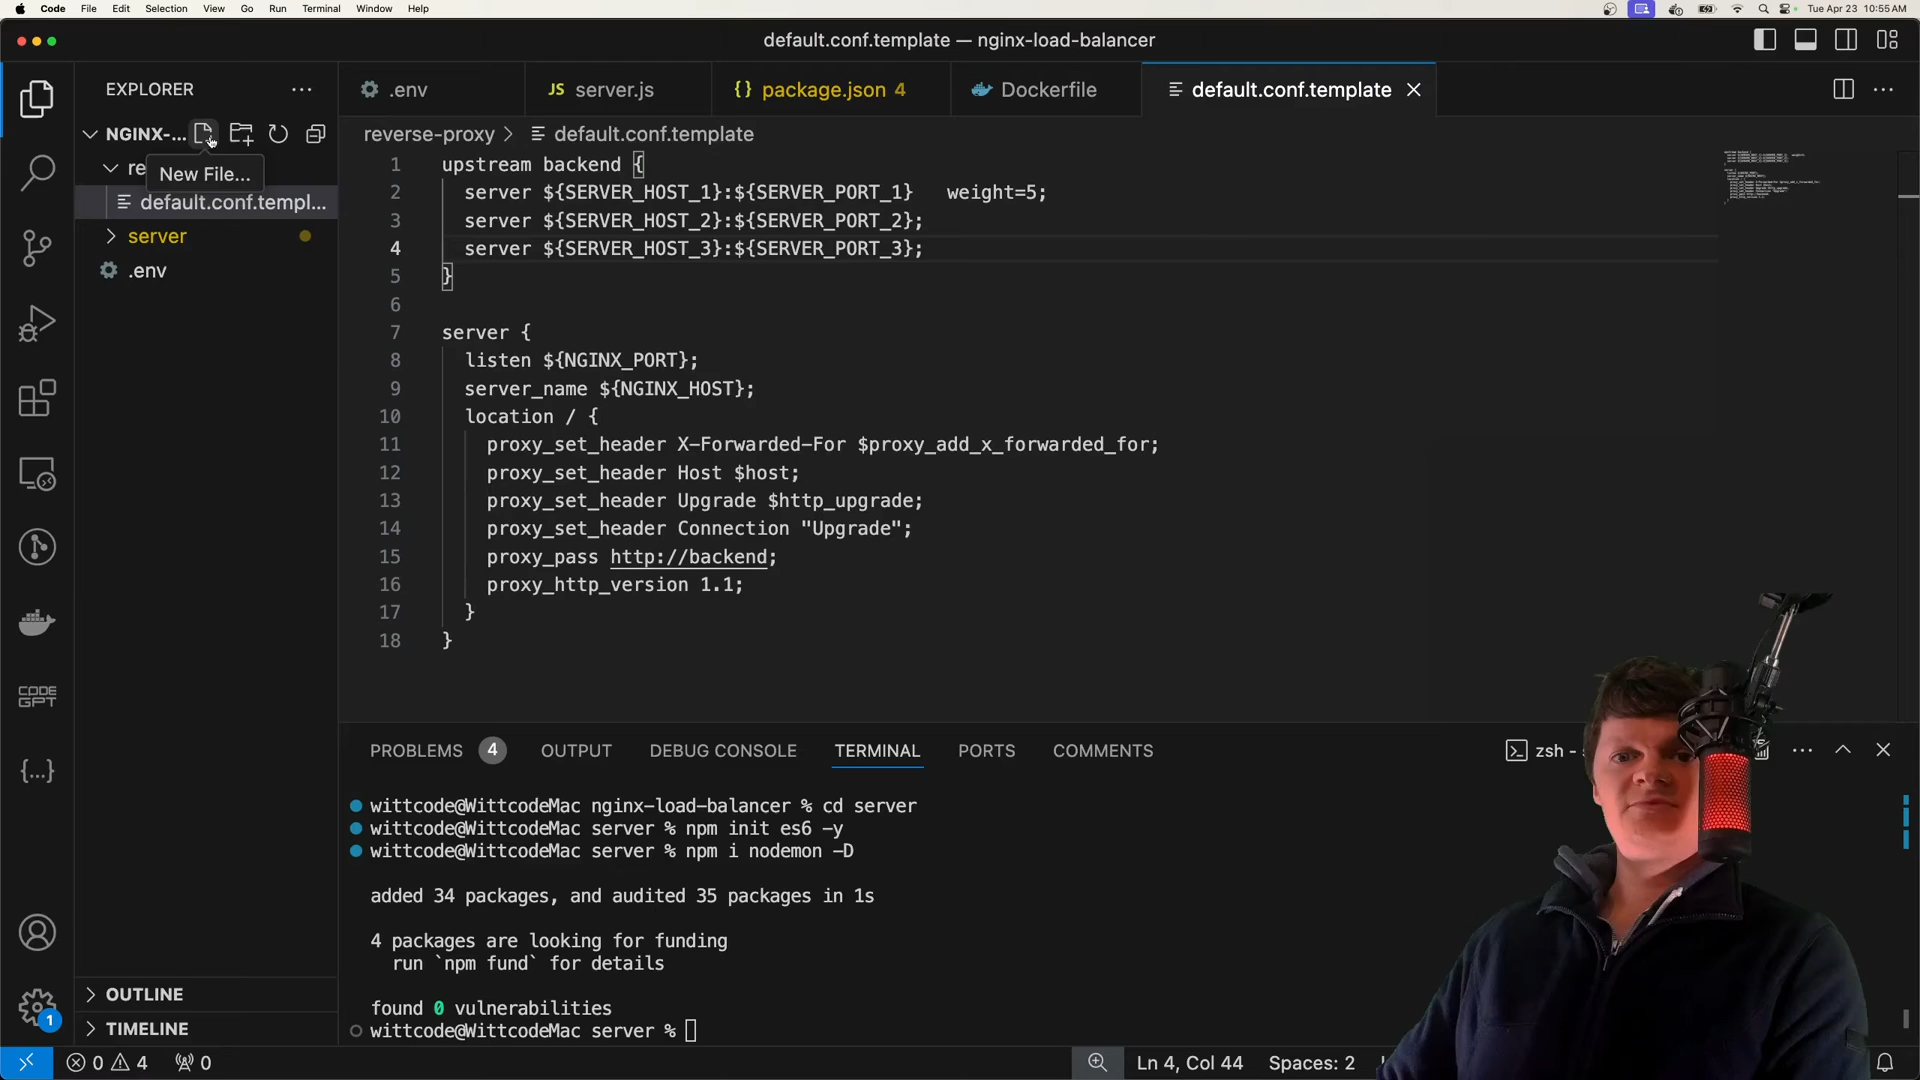 Code File Edit Selection View Go Run Terminal Window Help Tue Apr 23 10:55 AM
default.conf.template — nginx-load-balancer
EXPLORER
.env
JS server.js
{} package.json 4
Dockerfile
default.conf.template
NGINX-...
re
New File...
default.conf.templ...
server
.env
reverse-proxy > default.conf.template
1 upstream backend {
2 server ${SERVER_HOST_1}:${SERVER_PORT_1} weight=5;
3 server ${SERVER_HOST_2}:${SERVER_PORT_2};
4 server ${SERVER_HOST_3}:${SERVER_PORT_3};
5 }
6
7 server {
8 listen ${NGINX_PORT};
9 server_name ${NGINX_HOST};
10 location / {
11 proxy_set_header X-Forwarded-For $proxy_add_x_forwarded_for;
12 proxy_set_header Host $host;
13 proxy_set_header Upgrade $http_upgrade;
14 proxy_set_header Connection "Upgrade";
15 proxy_pass http://backend;
16 proxy_http_version 1.1;
17 }
18 }
CODE GPT
{...}
PROBLEMS 4 OUTPUT DEBUG CONSOLE TERMINAL PORTS COMMENTS zsh -
wittcode@WittcodeMac nginx-load-balancer % cd server
wittcode@WittcodeMac server % npm init es6 -y
wittcode@WittcodeMac server % npm i nodemon -D
added 34 packages, and audited 35 packages in 1s
4 packages are looking for funding
run `npm fund` for details
found 0 vulnerabilities
wittcode@WittcodeMac server %
OUTLINE
TIMELINE
1
0 4 0 Ln 4, Col 44 Spaces: 2